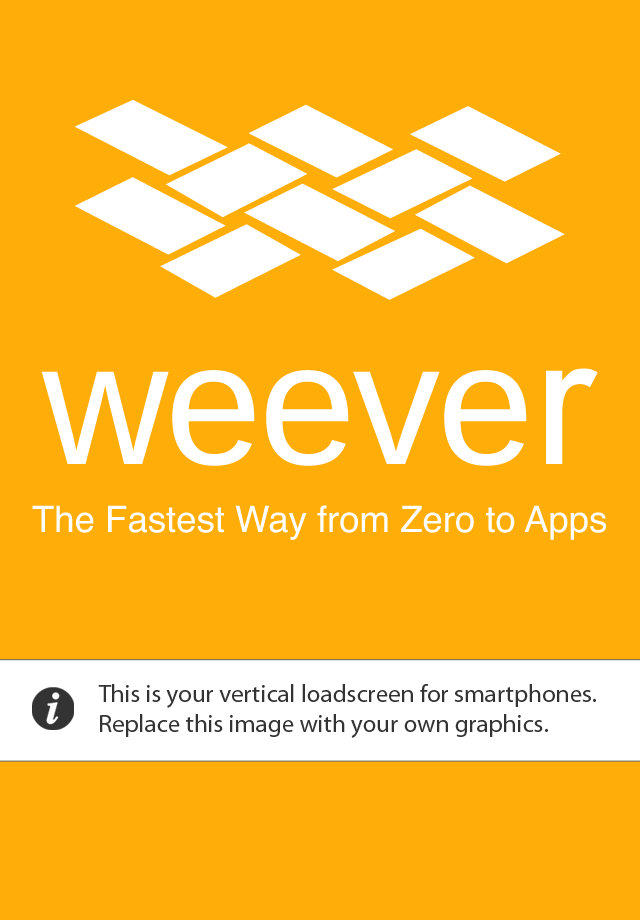 weever
The Fastest Way from Zero to Apps
This is your vertical loadscreen for smartphones.
Replace this image with your own graphics.